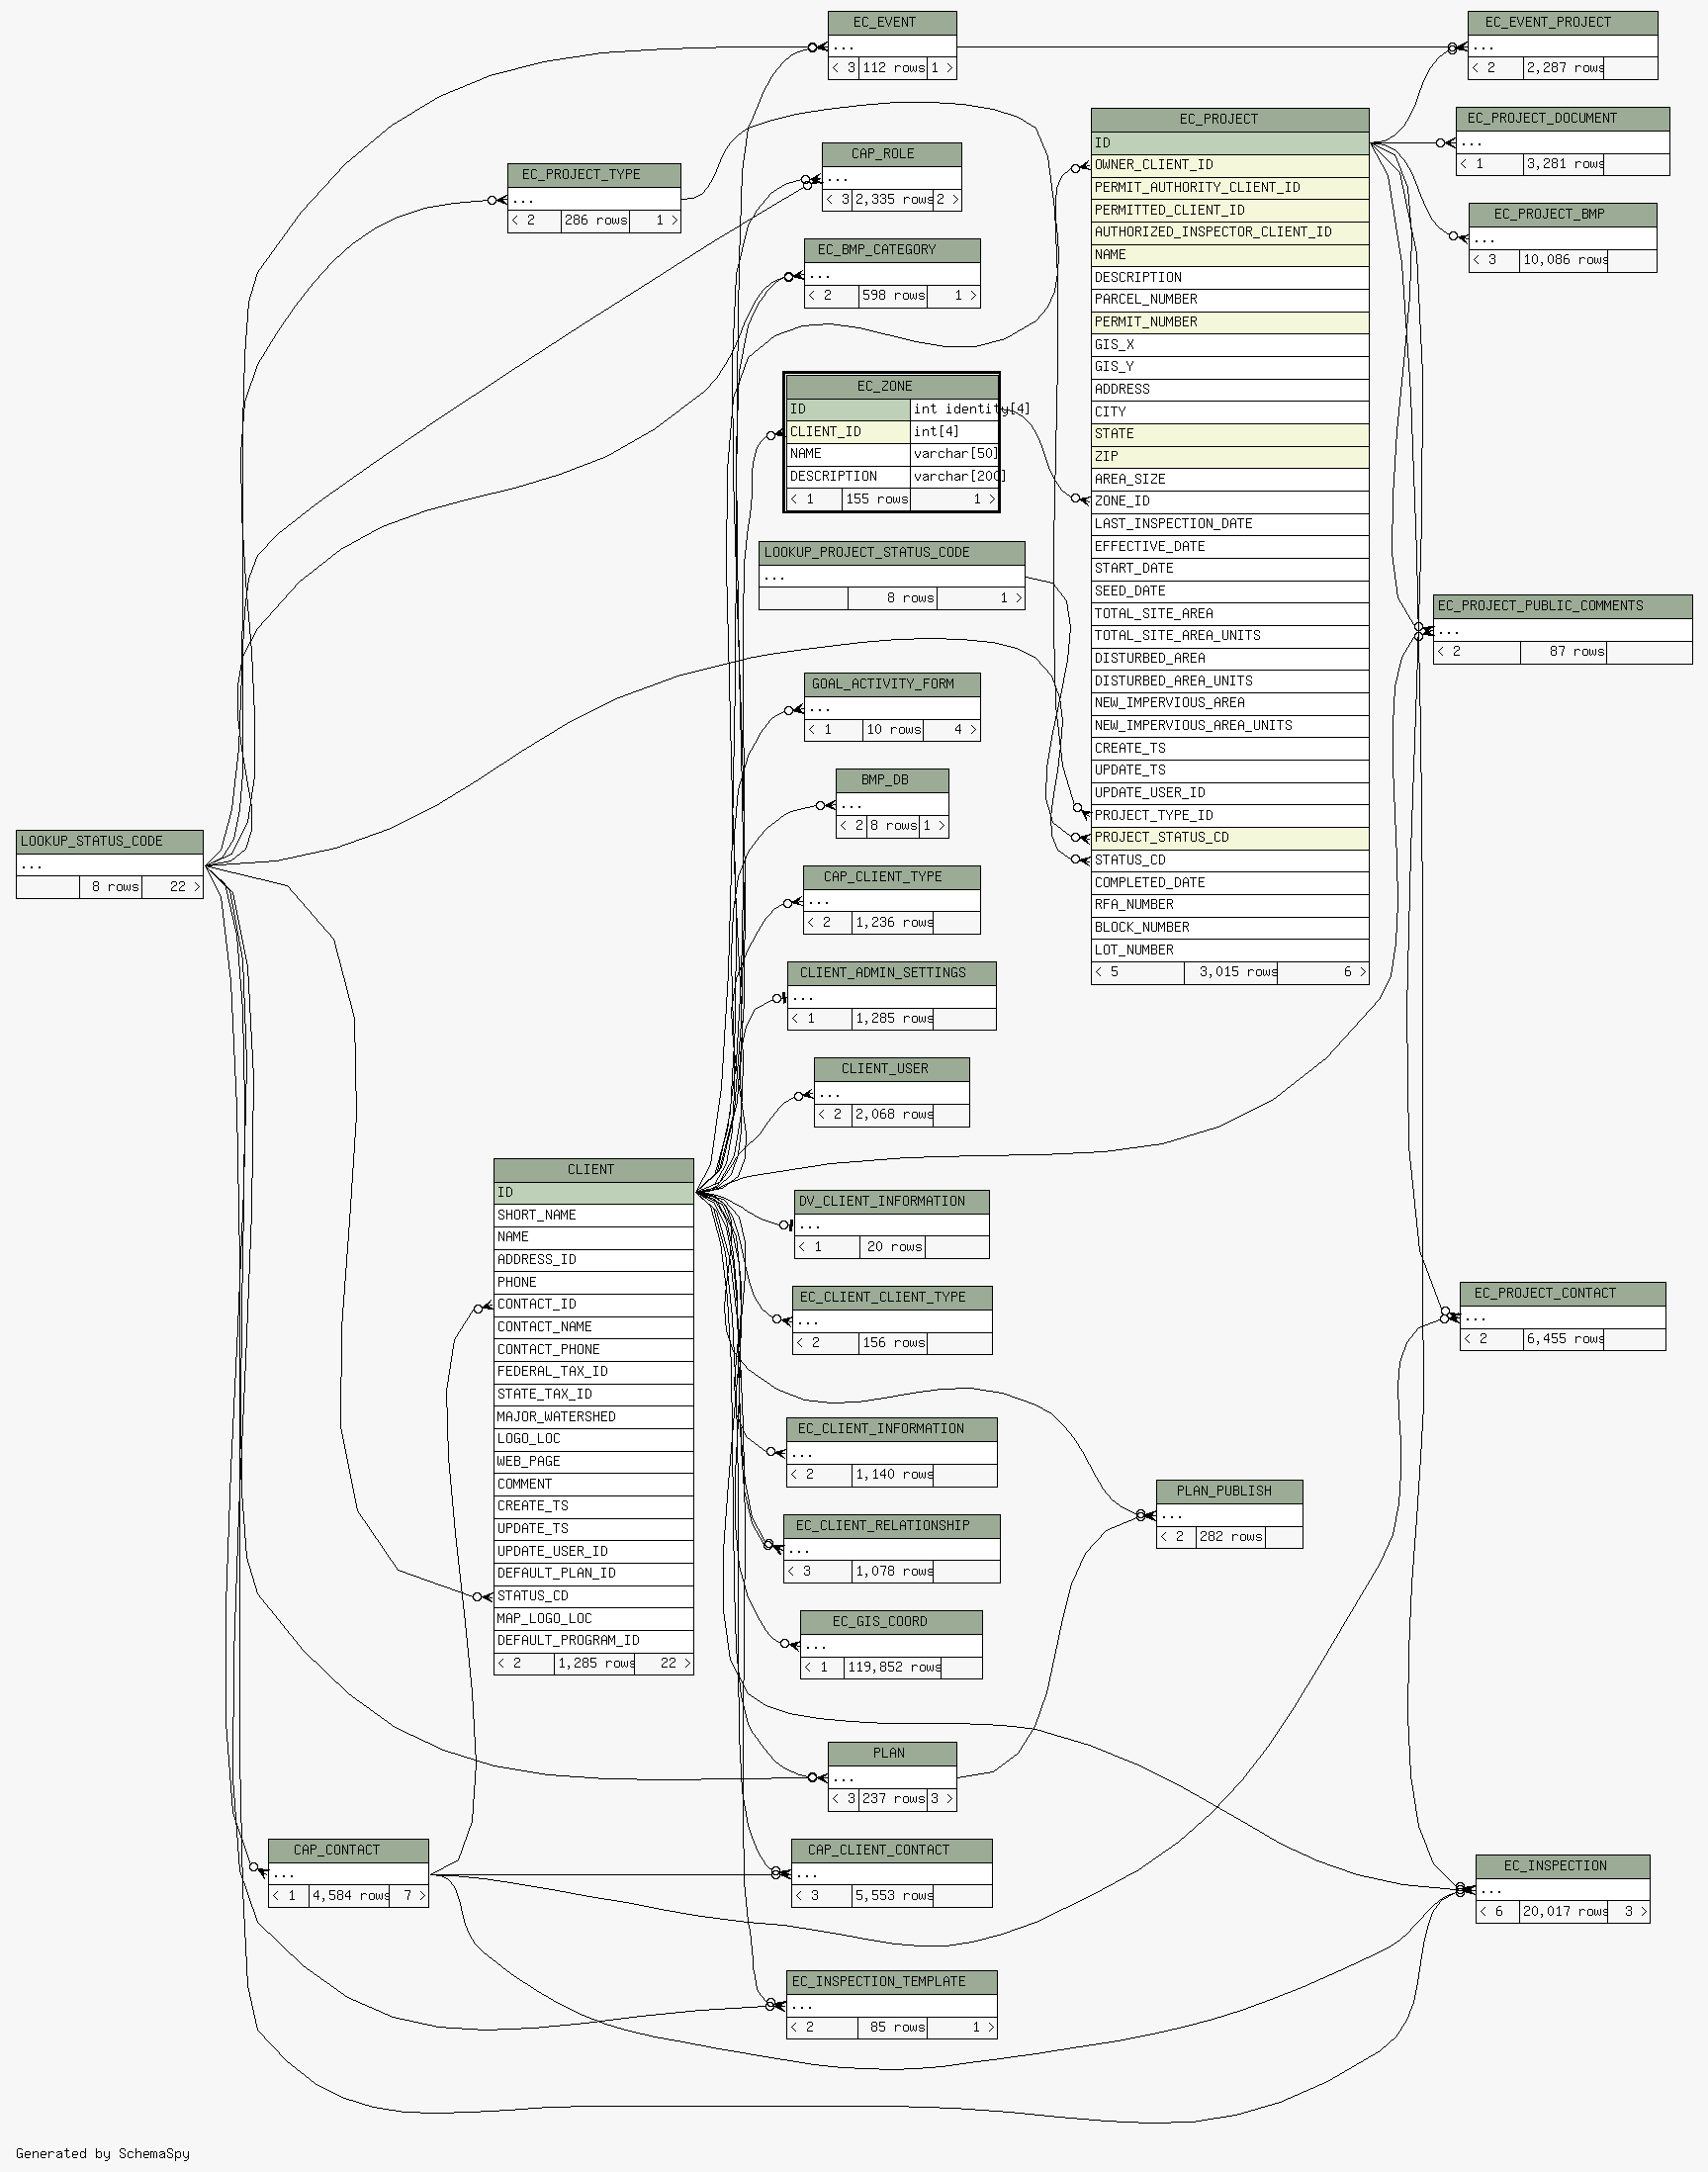 EC_EVENT
...
< 3 112 rows 1 >
EC_EVENT_PROJECT
...
< 2 2,287 rows
EC_PROJECT_DOCUMENT
...
< 1 3,281 rows
EC_PROJECT_BMP
...
< 3 10,086 rows
EC_PROJECT_TYPE
...
< 2 286 rows 1 >
CAP_ROLE
...
< 3 2,335 rows 2 >
EC_BMP_CATEGORY
...
< 2 598 rows 1 >
EC_ZONE
ID int identity[4]
CLIENT_ID int[4]
NAME varchar[50]
DESCRIPTION varchar[200]
< 1 155 rows 1 >
LOOKUP_PROJECT_STATUS_CODE
...
8 rows 1 >
EC_PROJECT
ID
OWNER_CLIENT_ID
PERMIT_AUTHORITY_CLIENT_ID
PERMITTED_CLIENT_ID
AUTHORIZED_INSPECTOR_CLIENT_ID
NAME
DESCRIPTION
PARCEL_NUMBER
PERMIT_NUMBER
GIS_X
GIS_Y
ADDRESS
CITY
STATE
ZIP
AREA_SIZE
ZONE_ID
LAST_INSPECTION_DATE
EFFECTIVE_DATE
START_DATE
SEED_DATE
TOTAL_SITE_AREA
TOTAL_SITE_AREA_UNITS
DISTURBED_AREA
DISTURBED_AREA_UNITS
NEW_IMPERVIOUS_AREA
NEW_IMPERVIOUS_AREA_UNITS
CREATE_TS
UPDATE_TS
UPDATE_USER_ID
PROJECT_TYPE_ID
PROJECT_STATUS_CD
STATUS_CD
COMPLETED_DATE
RFA_NUMBER
BLOCK_NUMBER
LOT_NUMBER
< 5 3,015 rows 6 >
EC_PROJECT_PUBLIC_COMMENTS
...
< 2 87 rows
GOAL_ACTIVITY_FORM
...
< 1 10 rows 4 >
BMP_DB
...
< 2 8 rows 1 >
LOOKUP_STATUS_CODE
...
8 rows 22 >
CAP_CLIENT_TYPE
...
< 2 1,236 rows
CLIENT_ADMIN_SETTINGS
...
< 1 1,285 rows
CLIENT_USER
...
< 2 2,068 rows
CLIENT
ID
SHORT_NAME
NAME
ADDRESS_ID
PHONE
CONTACT_ID
CONTACT_NAME
CONTACT_PHONE
FEDERAL_TAX_ID
STATE_TAX_ID
MAJOR_WATERSHED
LOGO_LOC
WEB_PAGE
COMMENT
CREATE_TS
UPDATE_TS
UPDATE_USER_ID
DEFAULT_PLAN_ID
STATUS_CD
MAP_LOGO_LOC
DEFAULT_PROGRAM_ID
< 2 1,285 rows 22 >
DV_CLIENT_INFORMATION
...
< 1 20 rows
EC_CLIENT_CLIENT_TYPE
...
< 2 156 rows
EC_PROJECT_CONTACT
...
< 2 6,455 rows
EC_CLIENT_INFORMATION
...
< 2 1,140 rows
PLAN_PUBLISH
...
< 2 282 rows
EC_CLIENT_RELATIONSHIP
...
< 3 1,078 rows
EC_GIS_COORD
...
< 1 119,852 rows
PLAN
...
< 3 237 rows 3 >
CAP_CONTACT
...
< 1 4,584 rows 7 >
CAP_CLIENT_CONTACT
...
< 3 5,553 rows
EC_INSPECTION
...
< 6 20,017 rows 3 >
EC_INSPECTION_TEMPLATE
...
< 2 85 rows 1 >
Generated by SchemaSpy